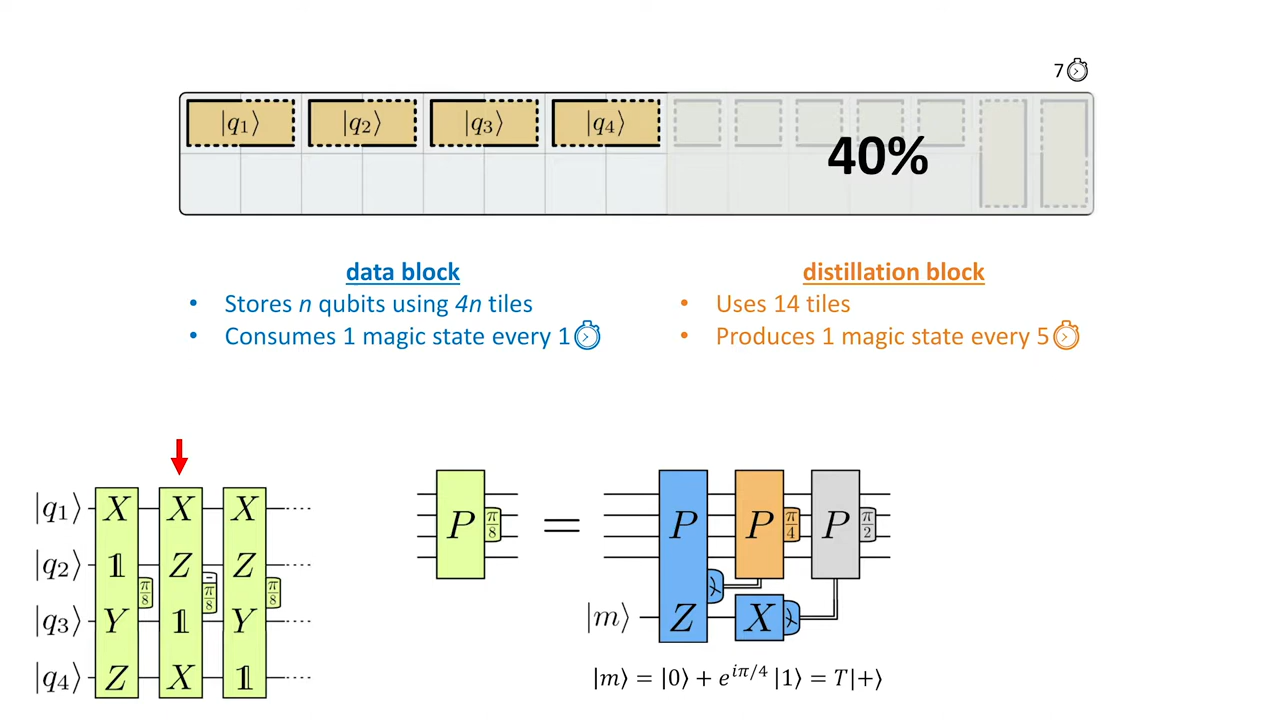 7
|q₁⟩ |q₂⟩ |q₃⟩ |q₄⟩
40%
data block
• Stores n qubits using 4n tiles
• Consumes 1 magic state every 1
distillation block
• Uses 14 tiles
• Produces 1 magic state every 5
|q₁⟩ X X X
|q₂⟩ 𝟙 Z Z
π/8 -π/8 π/8
|q₃⟩ Y 𝟙 Y
|q₄⟩ Z X 𝟙
P π/8 = P P π/4 P π/2
|m⟩ Z X
|m⟩ = |0⟩ + e^{iπ/4} |1⟩ = T|+⟩